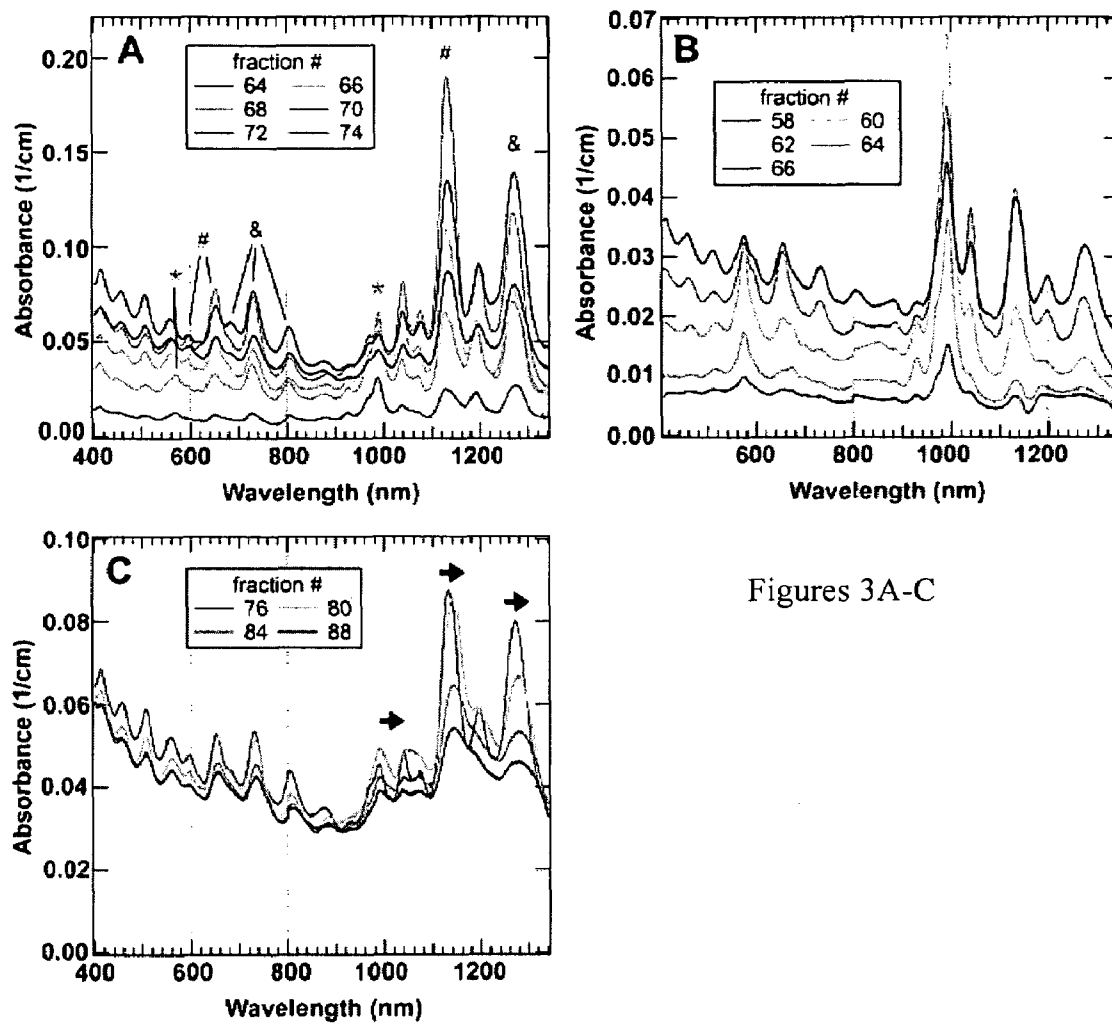 A
fraction #
64 66
68 70
72 74
#
&
*
#
&
*
0.20
0.15
0.10
0.05
0.00
Absorbance (1/cm)
400 600 800 1000 1200
Wavelength (nm)
B
fraction #
58 60
62 64
66
0.07
0.06
0.05
0.04
0.03
0.02
0.01
0.00
Absorbance (1/cm)
600 800 1000 1200
Wavelength (nm)
C
fraction #
76 80
84 88
0.10
0.08
0.06
0.04
0.02
0.00
Absorbance (1/cm)
400 600 800 1000 1200
Wavelength (nm)
Figures 3A-C